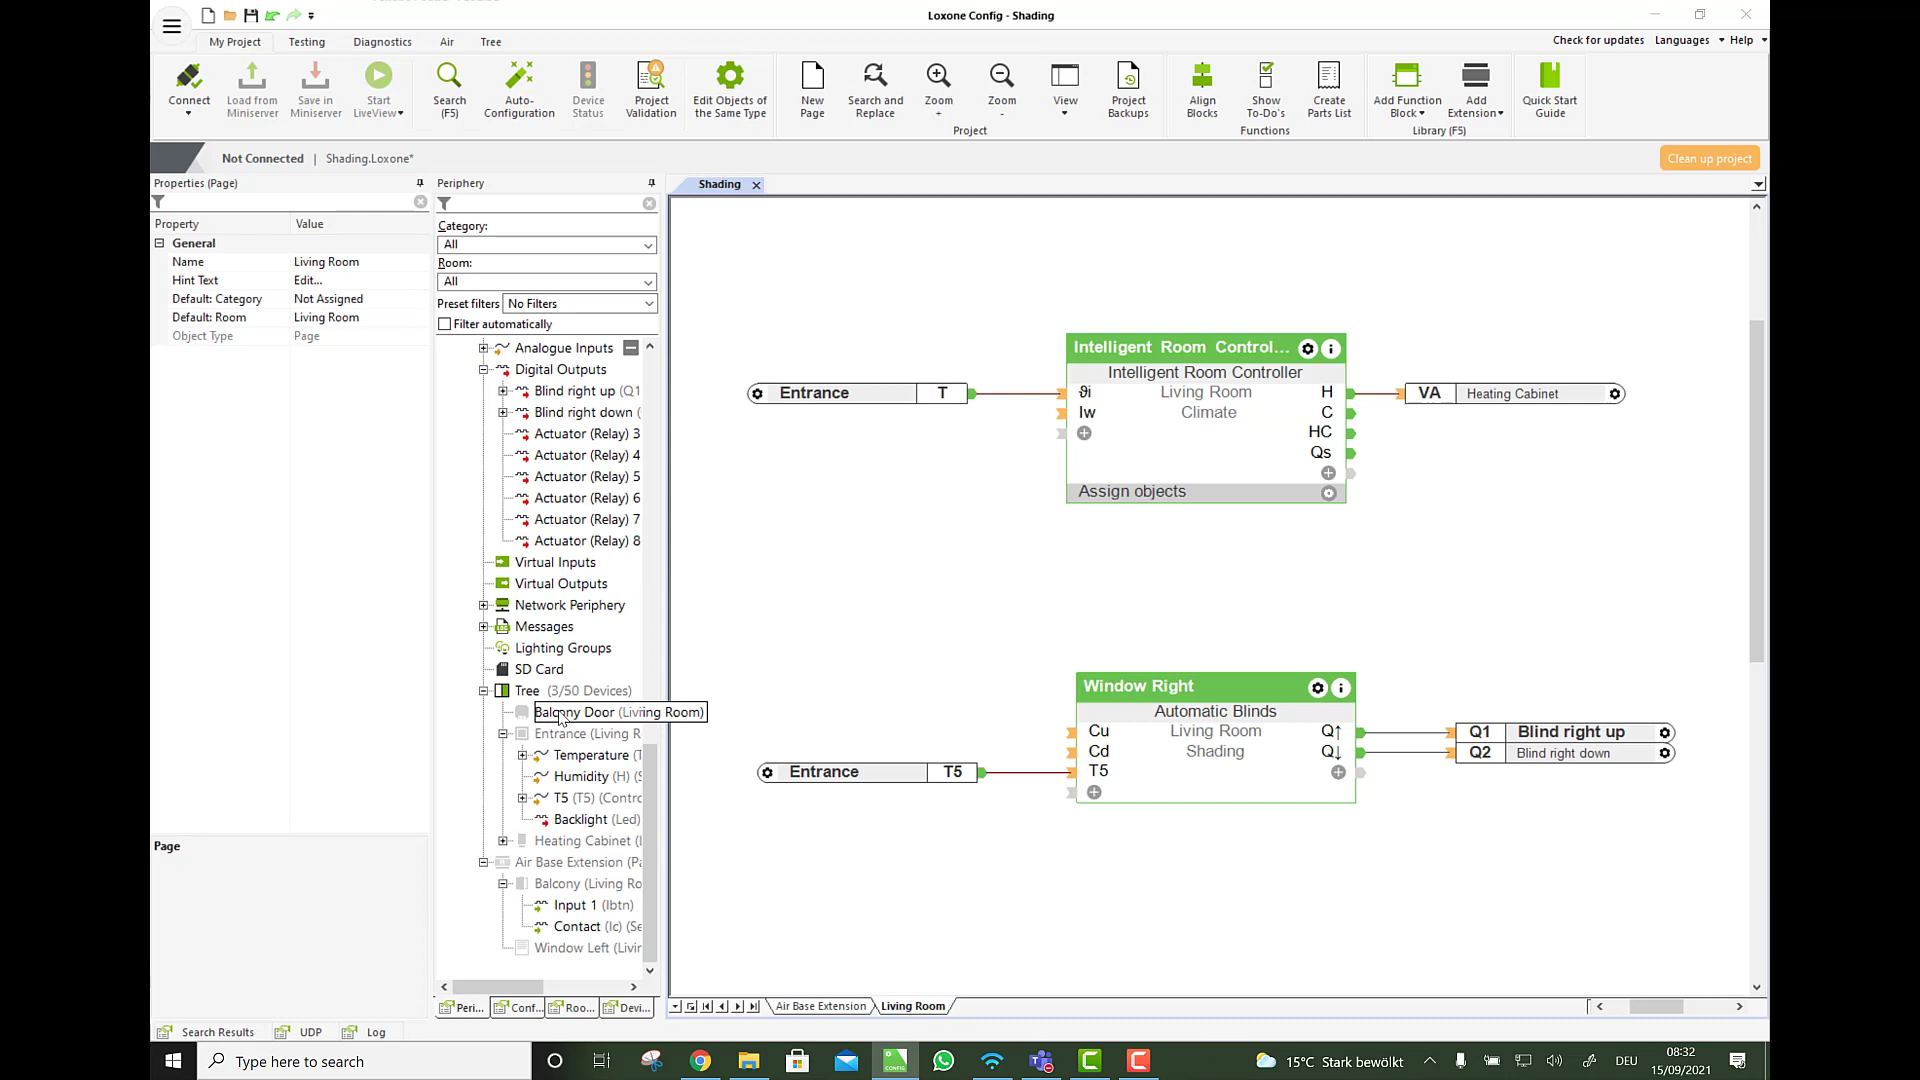 Loxone Config - Shading
My Project
Testing
Diagnostics
Air
Tree
Check for updates
Languages
Help
Connect
Load from Miniserver
Save in Miniserver
Start LiveView
Search (F5)
Auto-Configuration
Device Status
Project Validation
Edit Objects of the Same Type
New Page
Search and Replace
Zoom +
Zoom -
View
Project Backups
Align Blocks
Show To-Do's
Create Parts List
Add Function Block
Add Extension
Quick Start Guide
Project
Functions
Library (F5)
Not Connected | Shading.Loxone*
Clean up project
Properties (Page)
Property Value
General
Name Living Room
Hint Text Edit...
Default: Category Not Assigned
Default: Room Living Room
Object Type Page
Page
Periphery
Category:
All
Room:
All
Preset filters No Filters
Filter automatically
Analogue Inputs
Digital Outputs
Blind right up (Q1
Blind right down (
Actuator (Relay) 3
Actuator (Relay) 4
Actuator (Relay) 5
Actuator (Relay) 6
Actuator (Relay) 7
Actuator (Relay) 8
Virtual Inputs
Virtual Outputs
Network Periphery
Messages
Lighting Groups
SD Card
Tree (3/50 Devices)
Balcony Door (Living Room)
Entrance (Living R
Temperature (T
Humidity (H) (S
T5 (T5) (Contro
Backlight (Led)
Heating Cabinet (
Air Base Extension (Pa
Balcony (Living Ro
Input 1 (Ibtn)
Contact (Ic) (Se
Window Left (Livin
Peri...
Conf...
Roo...
Devi...
Shading
Entrance T
Intelligent Room Control...
Intelligent Room Controller
ϑi Living Room H
Iw Climate C
HC
Qs
Assign objects
VA Heating Cabinet
Entrance T5
Window Right
Automatic Blinds
Cu Living Room Q↑
Cd Shading Q↓
T5
Q1 Blind right up
Q2 Blind right down
Air Base Extension
Living Room
Search Results
UDP
Log
Type here to search
CONFIG
15°C Stark bewölkt
DEU
08:32
15/09/2021